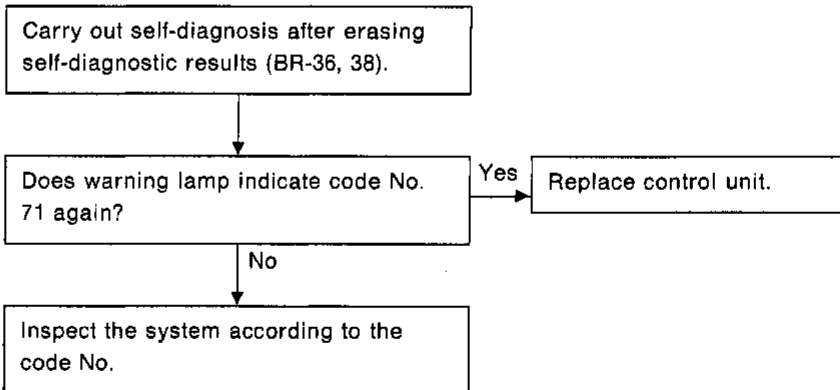 Carry out self-diagnosis after erasing
self-diagnostic results (BR-36, 38).
Does warning lamp indicate code No.
71 again?
Yes
Replace control unit.
No
Inspect the system according to the
code No.